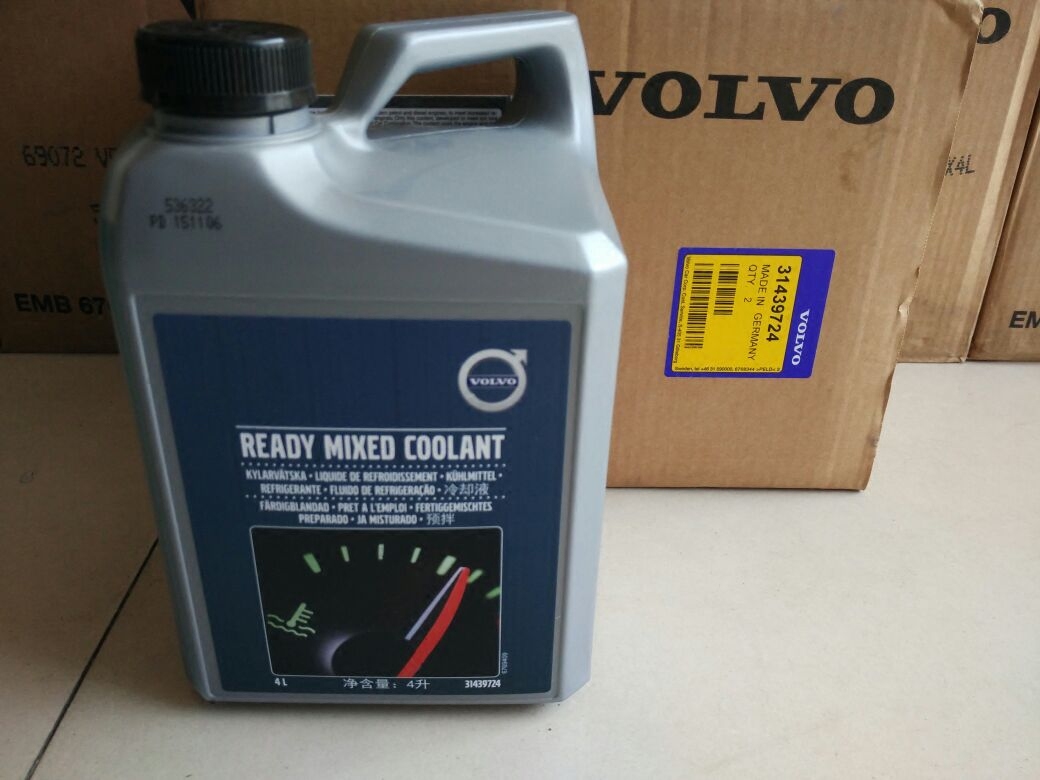 VOLVO
69072
X4L
536322
PD 151106
EMB
31439724
MADE IN GERMANY
QTY 2
VOLVO
VOLVO
READY MIXED COOLANT
KYLARVÄTSKA • LIQUIDE DE REFROIDISSEMENT • KÜHLMITTEL •
REFRIGERANTE • FLUIDO DE REFRIGERAÇÃO • 冷却液
FÄRDIGBLANDAD • PRET À L'EMPLOI • FERTIGGEMISCHTES
PREPARADO • JA MISTURADO • 预拌
4 L
净含量：4升
31439724